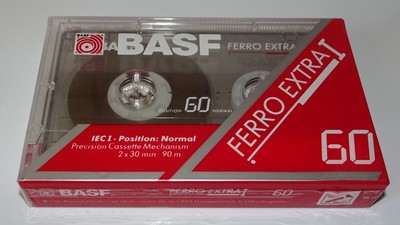 BASF
BASF
FERRO EXTRA I
POSITION 60 NORMAL
IEC I · Position: Normal
Precision Cassette Mechanism
2 x 30 min · 90 m
FERRO EXTRA I
60
BASF
FERRO EXTRA I
60